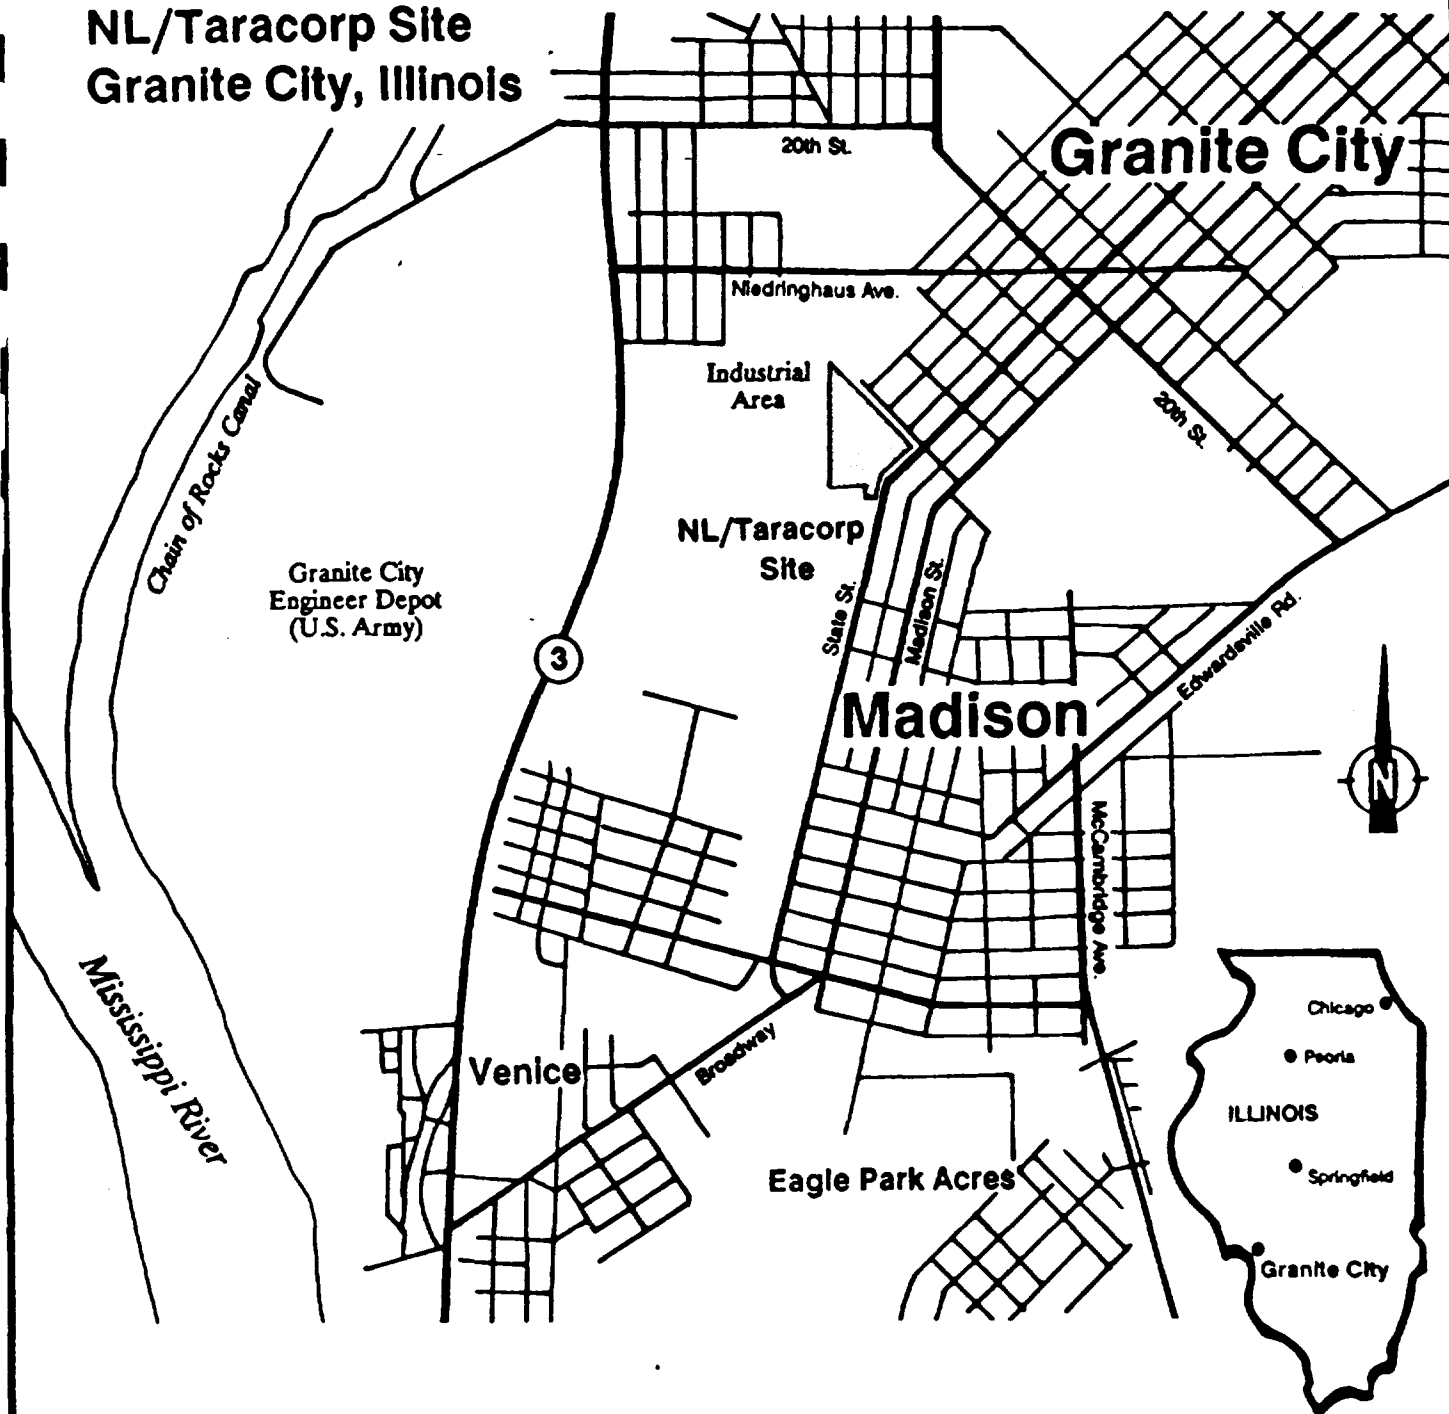 NL/Taracorp Site
Granite City, Illinois
20th St.
Granite City
Niedringhaus Ave.
Industrial
Area
Chain of Rocks Canal
20th St.
NL/Taracorp
Site
Granite City
Engineer Depot
(U.S. Army)
State St.
Madison St.
Edwardsville Rd.
3
Madison
N
McCambridge Ave.
Mississippi River
Chicago
Peoria
Broadway
Venice
ILLINOIS
Eagle Park Acres
Springfield
Granite City